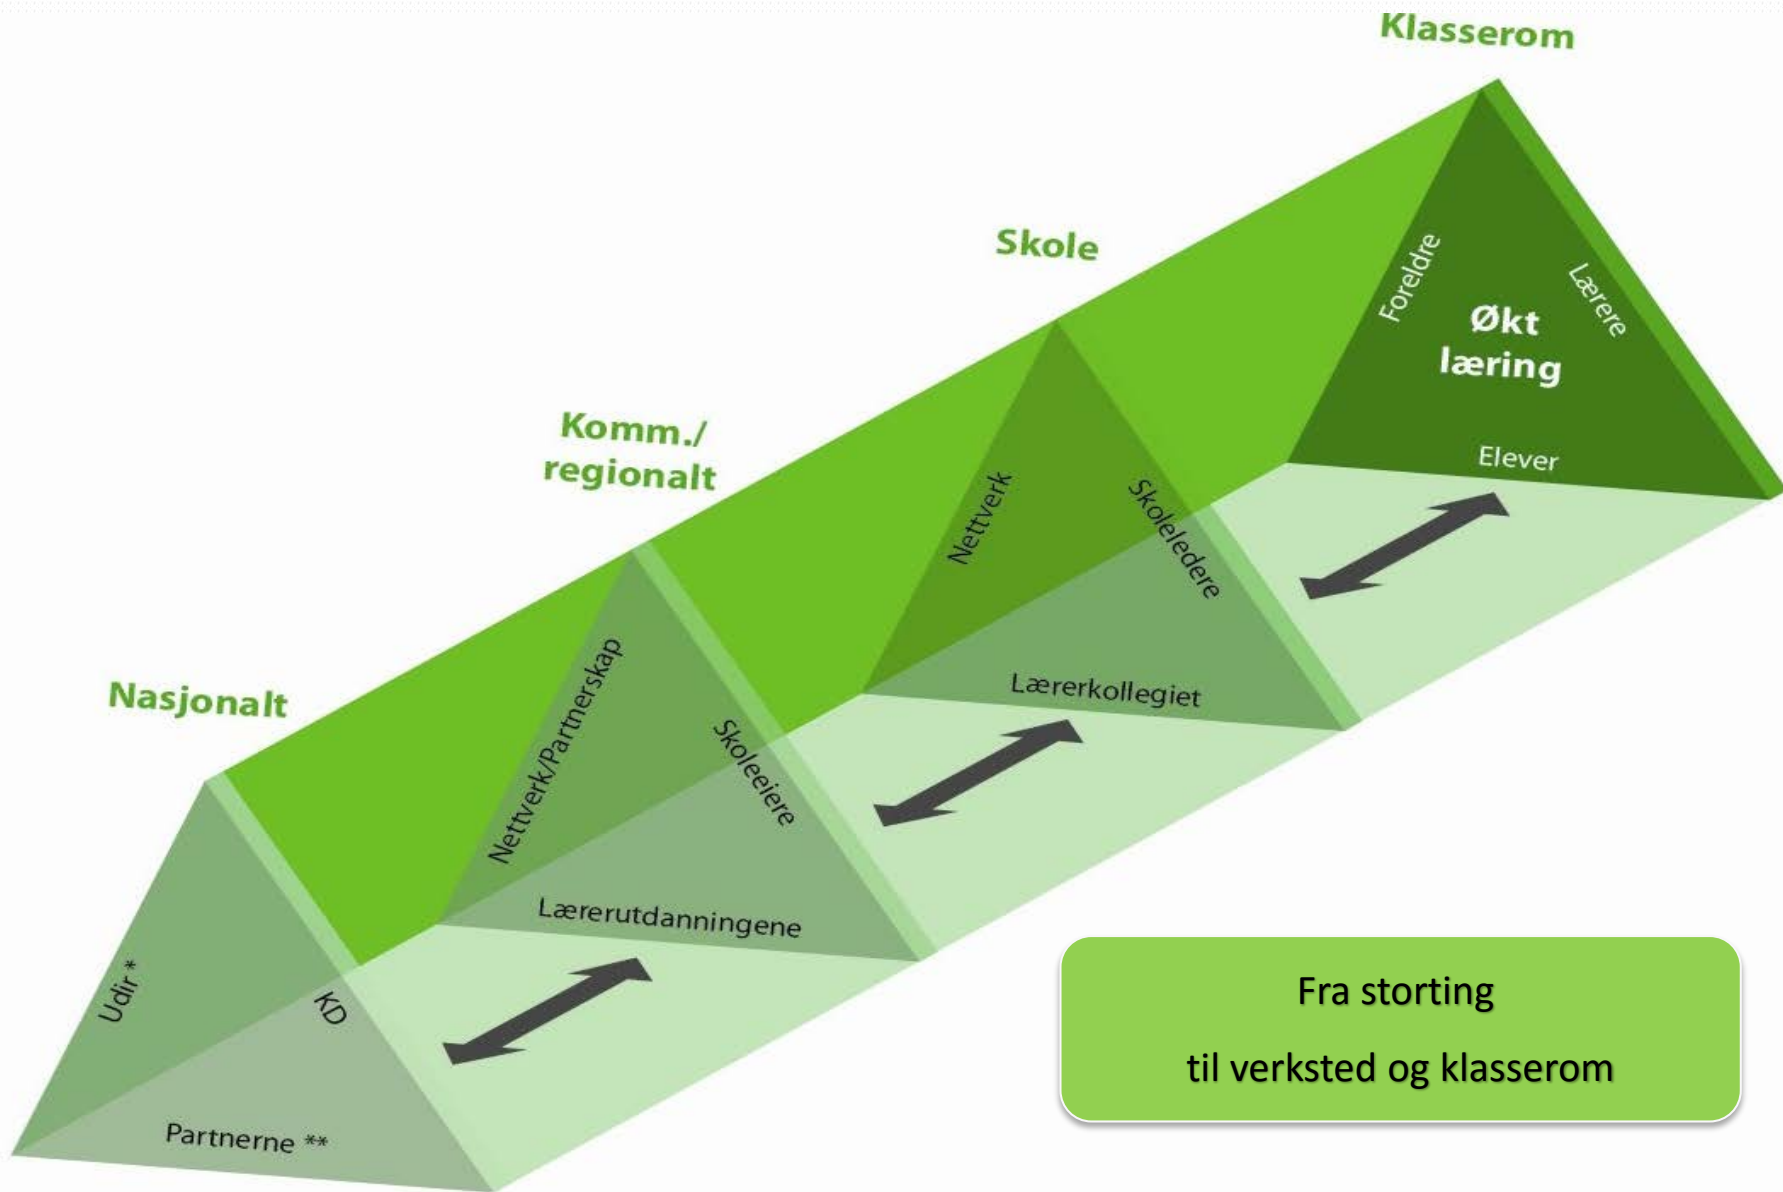 Klasserom
Foreldre
Lærere
Økt
læring
Elever
Skole
Nettverk
Skoleledere
Lærerkollegiet
Komm./
regionalt
Nettverk/Partnerskap
Skoleeiere
Lærerutdanningene
Nasjonalt
Udir *
KD
Partnerne **
Fra storting
til verksted og klasserom